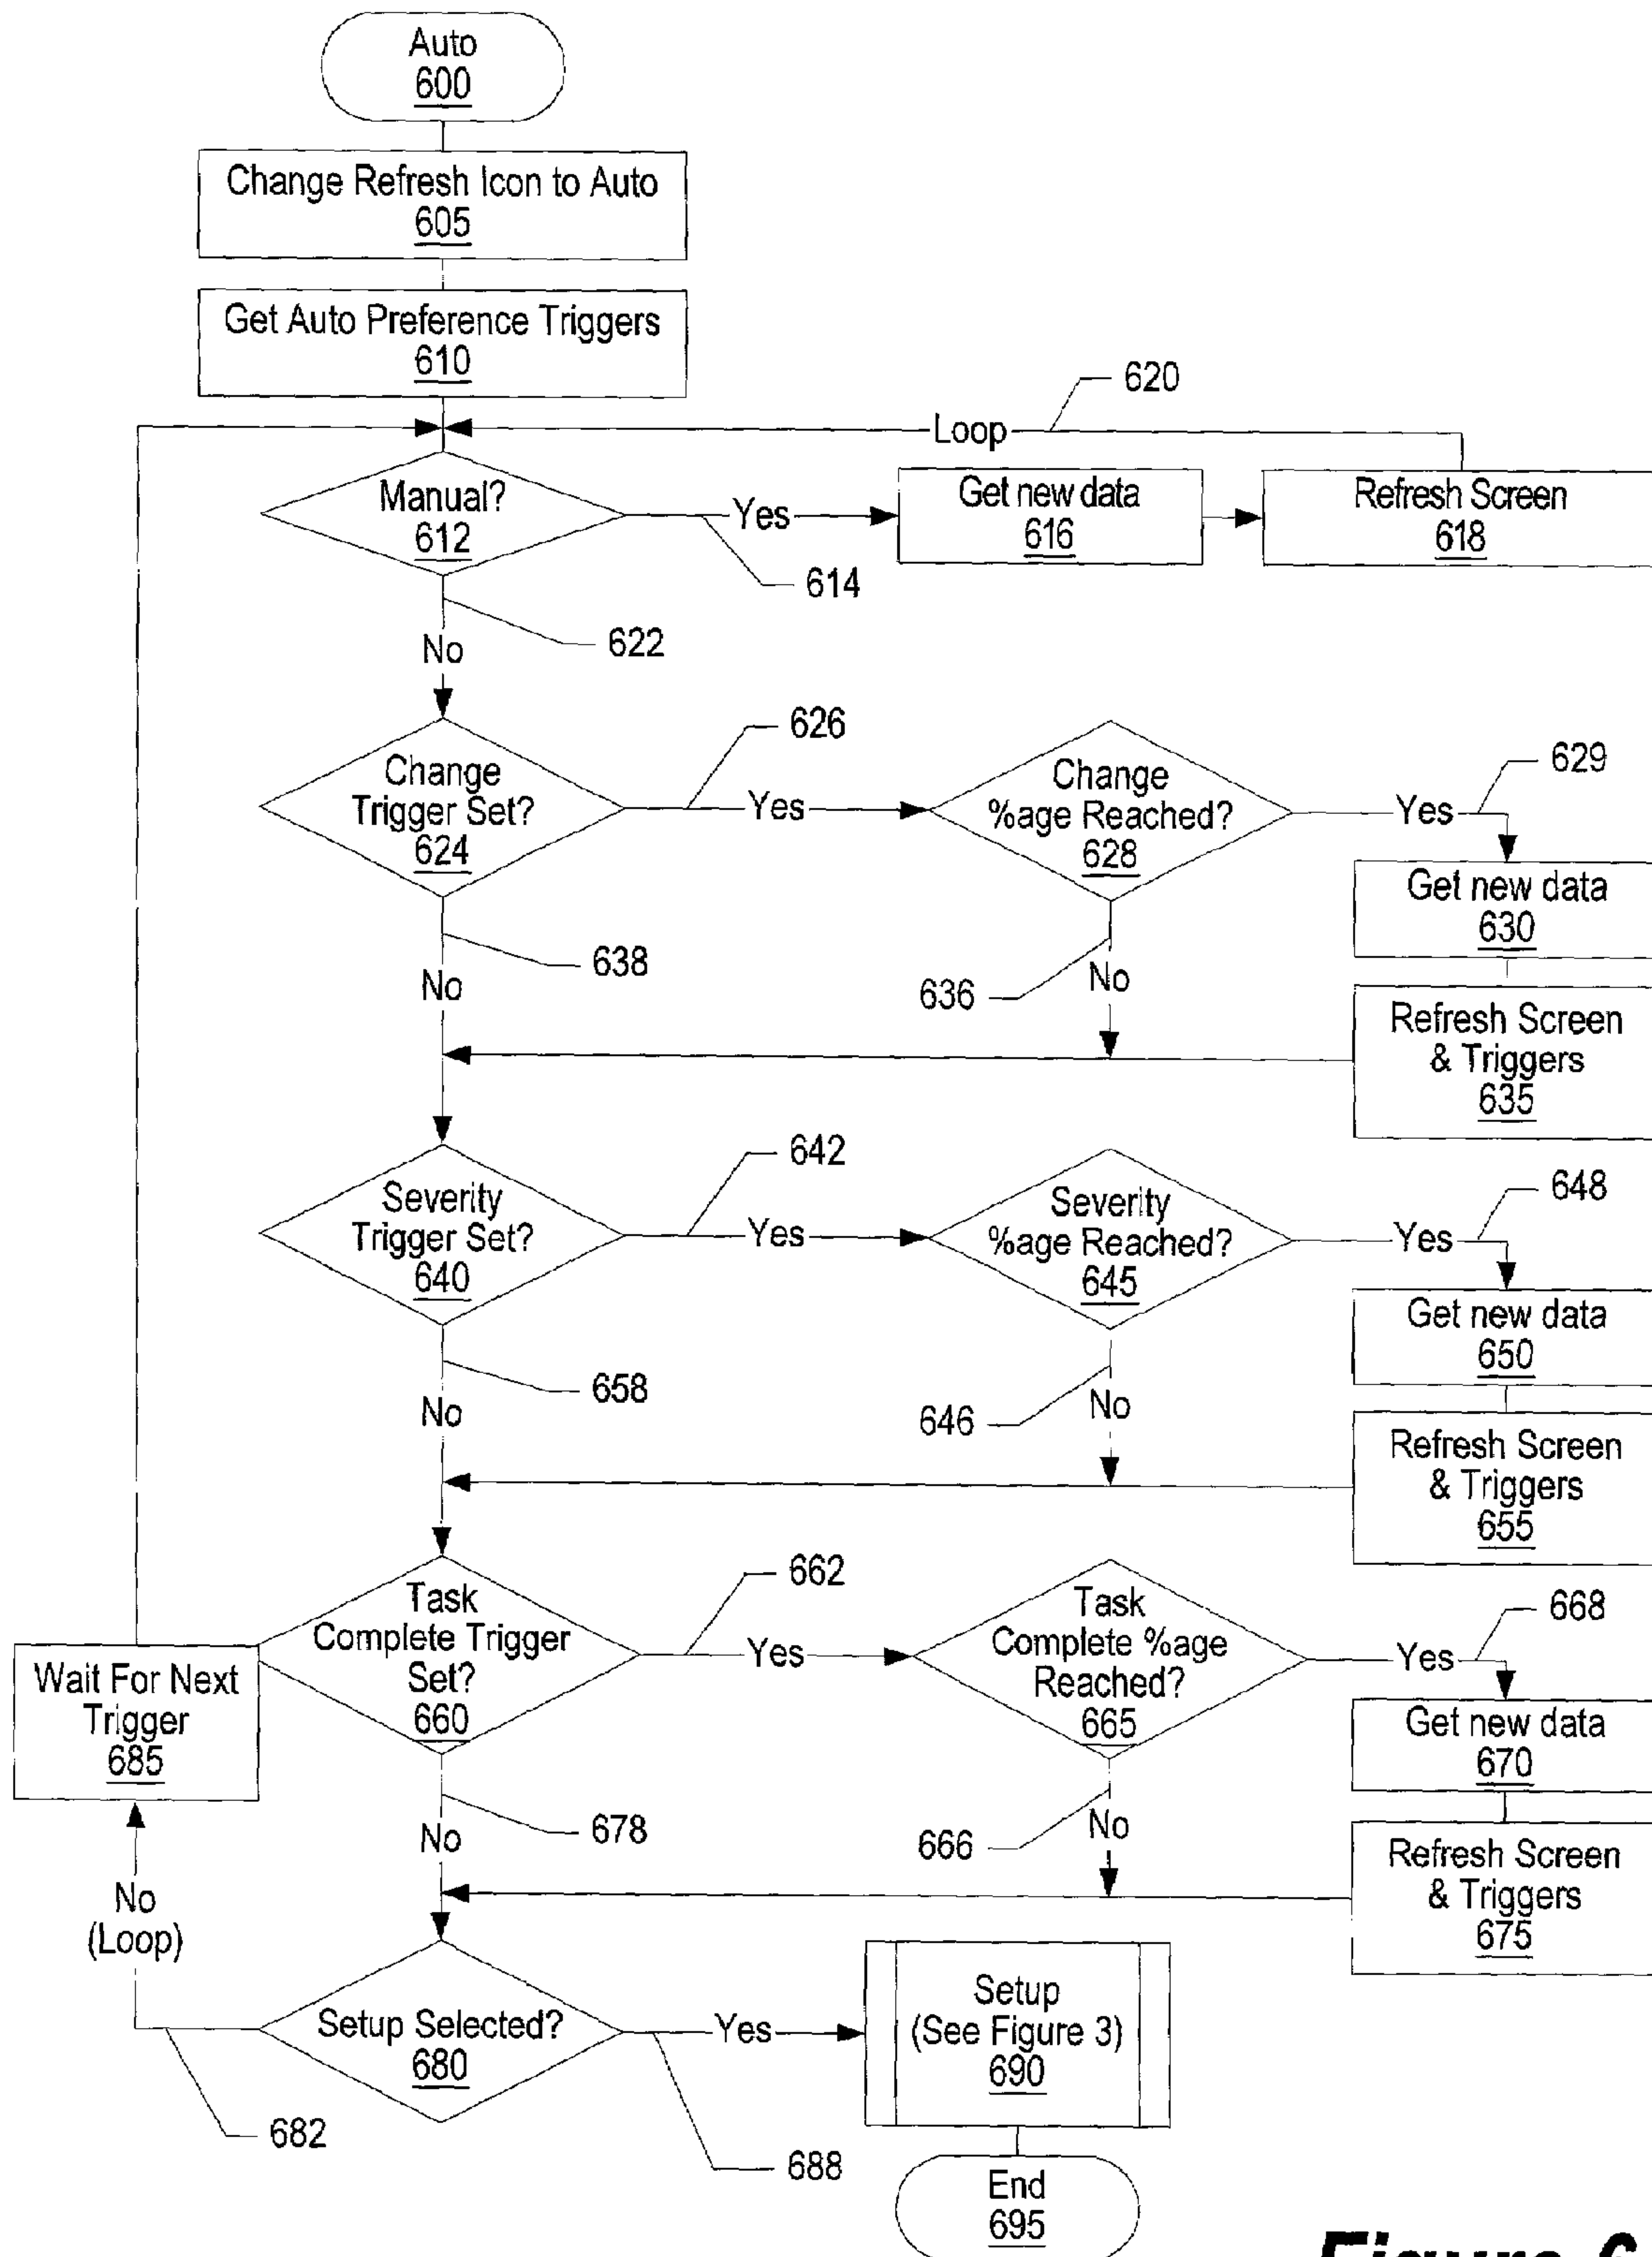 Auto
600
Change Refresh Icon to Auto
605
Get Auto Preference Triggers
610
620
Loop
Manual?
612
Yes
614
Get new data
616
Refresh Screen
618
622
No
626
629
Change
Trigger Set?
624
Yes
Change
%age Reached?
628
Yes
Get new data
630
638
No
636
No
Refresh Screen
& Triggers
635
642
648
Severity
Trigger Set?
640
Yes
Severity
%age Reached?
645
Yes
Get new data
650
658
No
646
No
Refresh Screen
& Triggers
655
662
668
Task
Complete Trigger
Set?
660
Yes
Task
Complete %age
Reached?
665
Yes
Wait For Next
Trigger
685
Get new data
670
678
No
666
No
Refresh Screen
& Triggers
675
No
(Loop)
Setup Selected?
680
Yes
Setup
(See Figure 3)
690
682
688
End
695
Figure 6